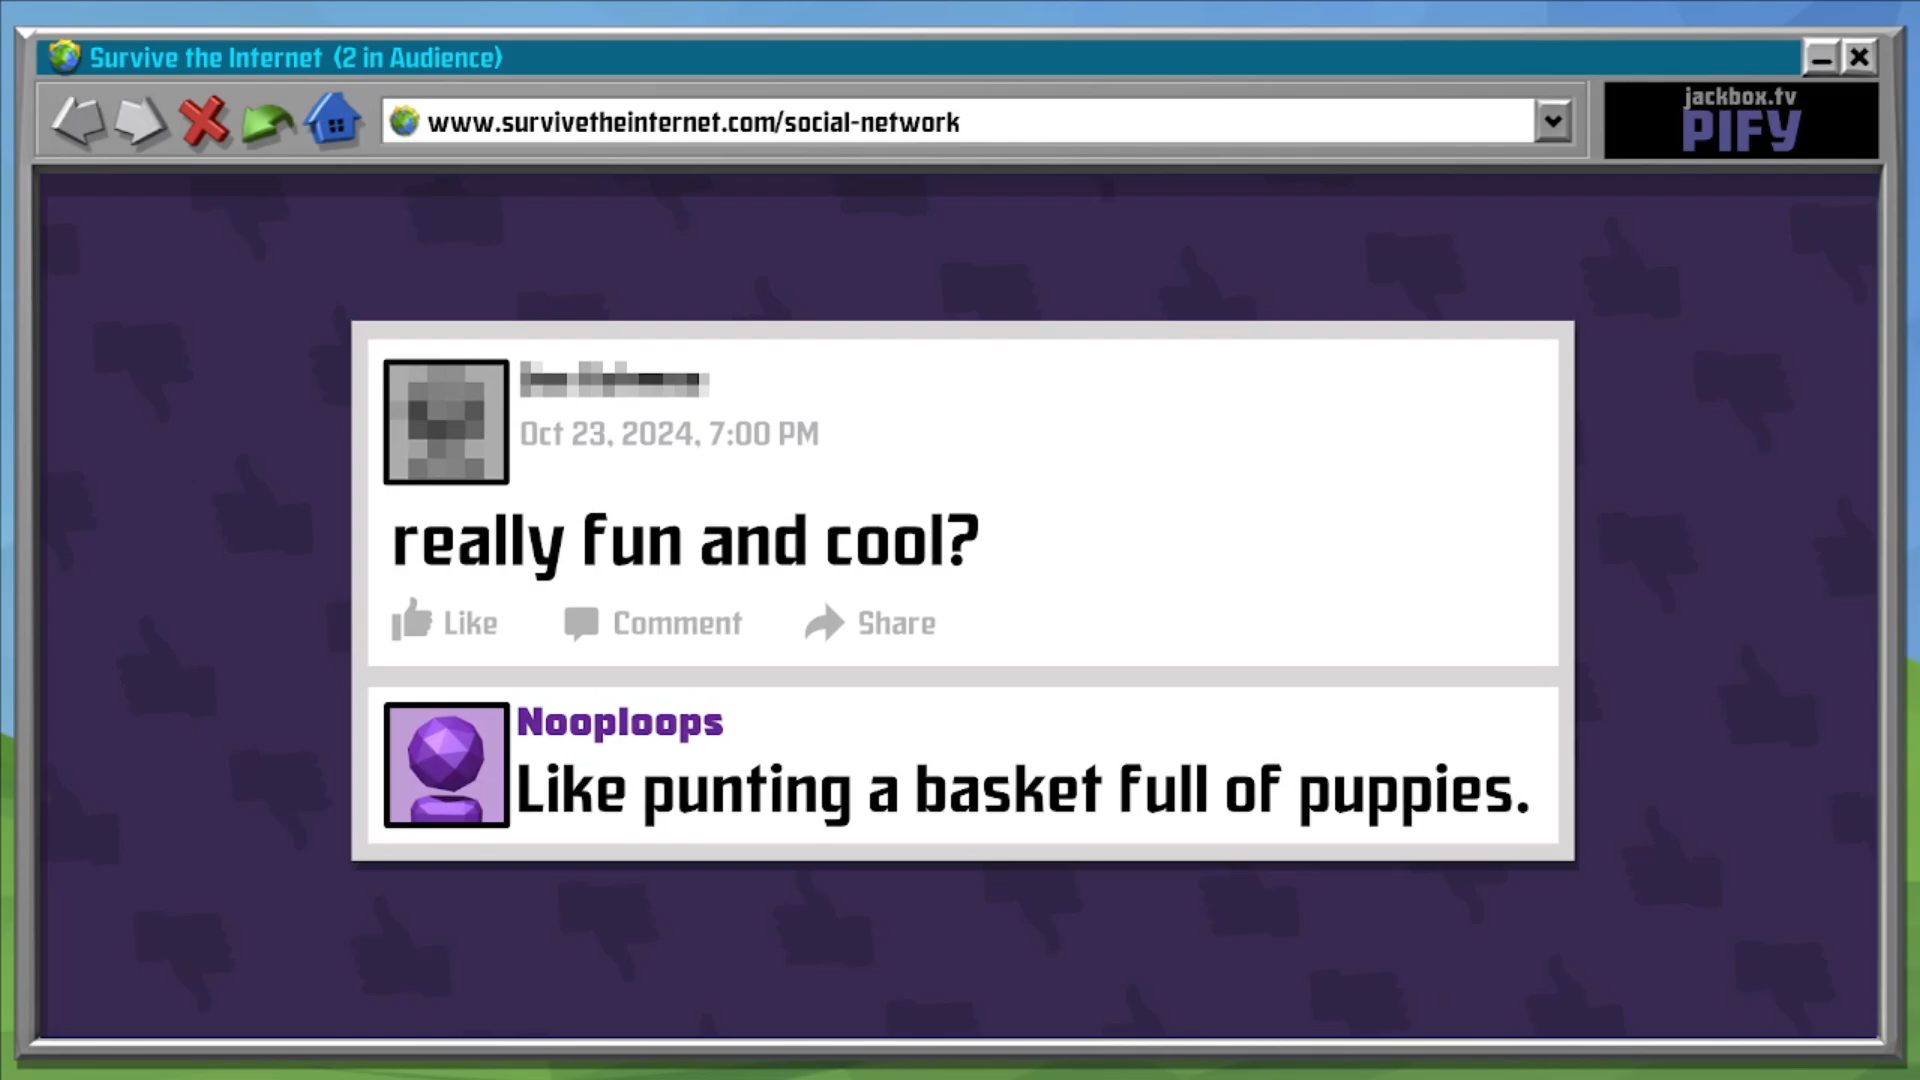 Survive the Internet (2 in Audience)
www.survivetheinternet.com/social-network
jackbox.tv
PIFY
Oct 23, 2024, 7:00 PM
really fun and cool?
Like
Comment
Share
Nooploops
Like punting a basket full of puppies.